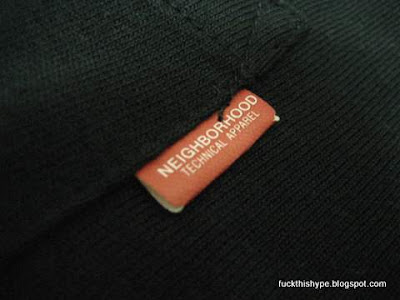 NEIGHBORHOOD
TECHNICAL APPAREL
fuckthishype.blogspot.com